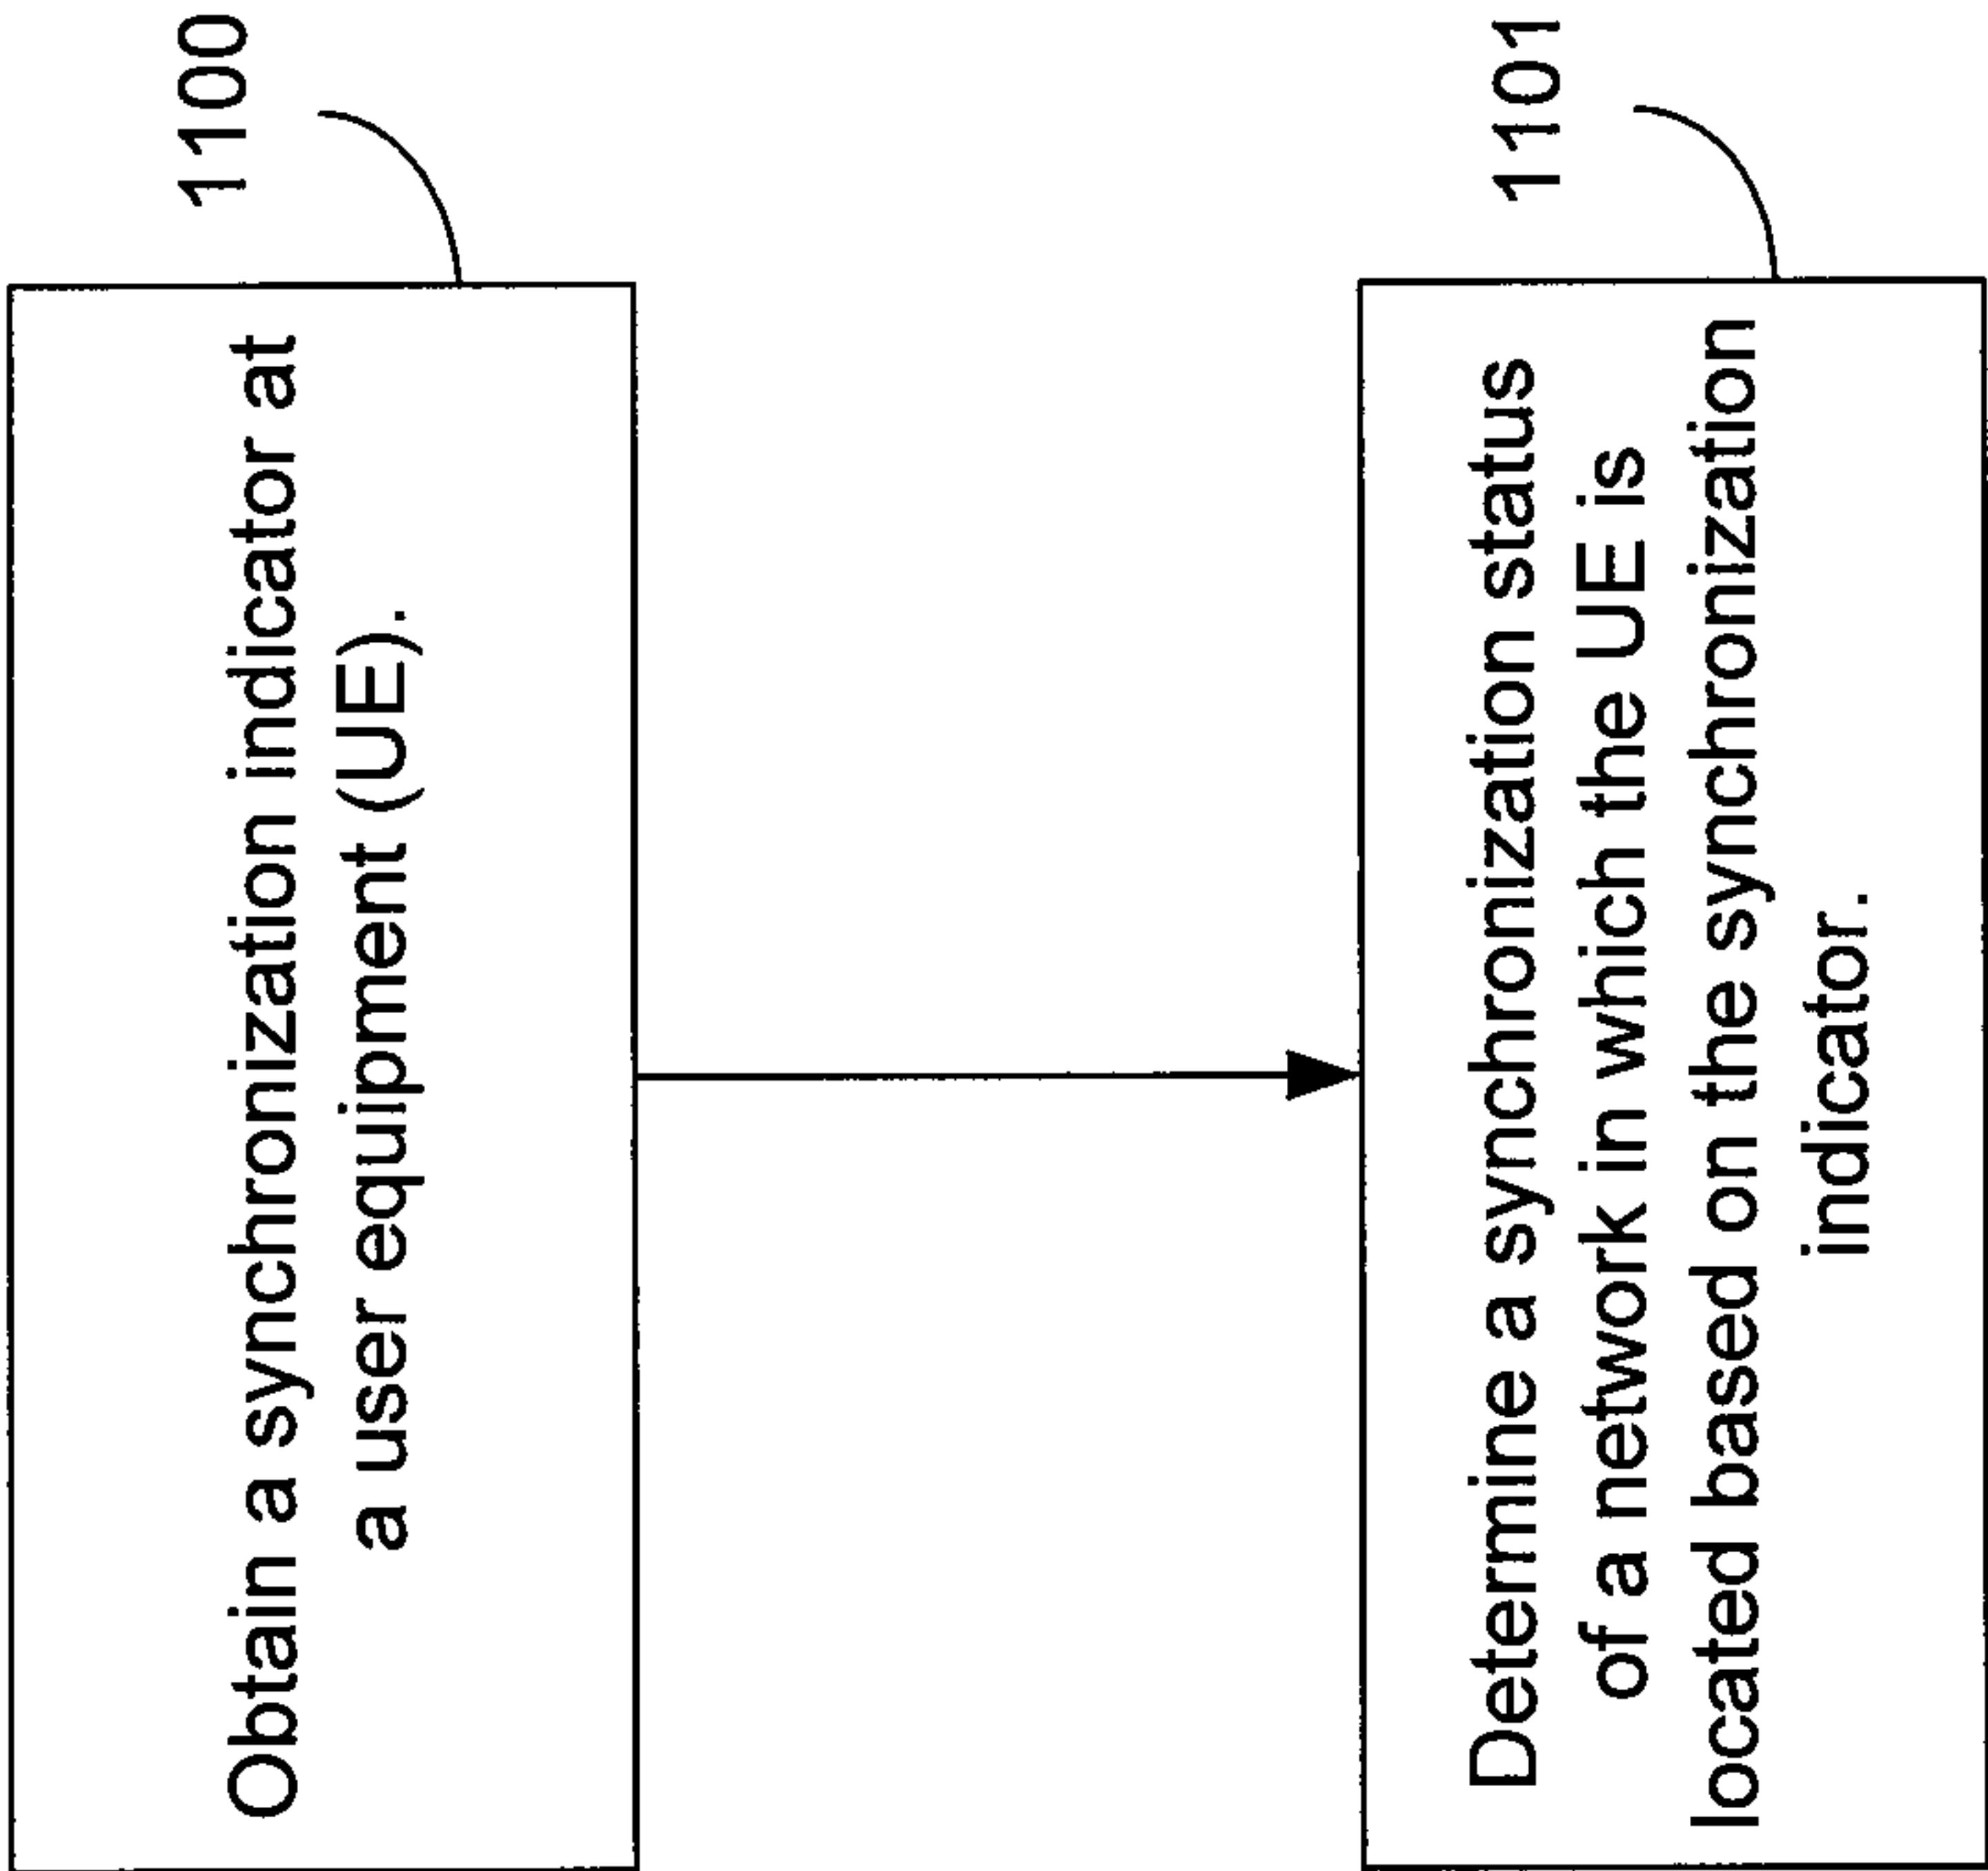 1100
Obtain a synchronization indicator at
a user equipment (UE).
1101
Determine a synchronization status
of a network in which the UE is
located based on the synchronization
indicator.